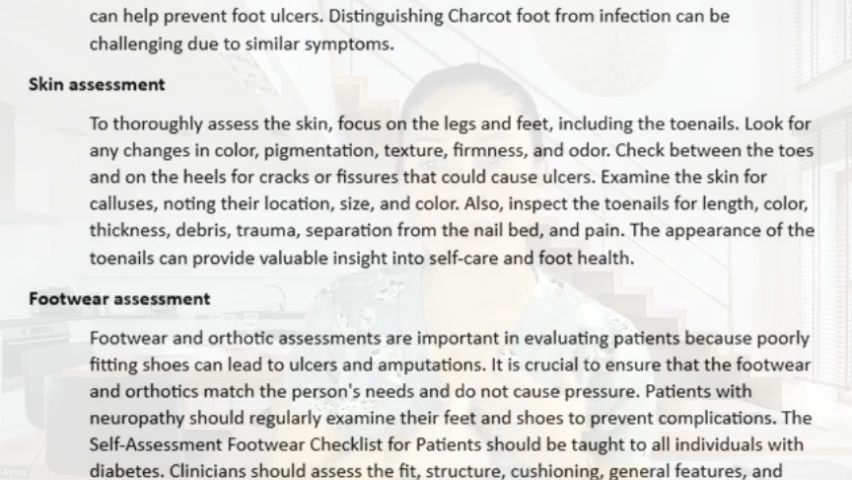 can help prevent foot ulcers. Distinguishing Charcot foot from infection can be
challenging due to similar symptoms.
Skin assessment
To thoroughly assess the skin, focus on the legs and feet, including the toenails. Look for
any changes in color, pigmentation, texture, firmness, and odor. Check between the toes
and on the heels for cracks or fissures that could cause ulcers. Examine the skin for
calluses, noting their location, size, and color. Also, inspect the toenails for length, color,
thickness, debris, trauma, separation from the nail bed, and pain. The appearance of the
toenails can provide valuable insight into self-care and foot health.
Footwear assessment
Footwear and orthotic assessments are important in evaluating patients because poorly
fitting shoes can lead to ulcers and amputations. It is crucial to ensure that the footwear
and orthotics match the person's needs and do not cause pressure. Patients with
neuropathy should regularly examine their feet and shoes to prevent complications. The
Self-Assessment Footwear Checklist for Patients should be taught to all individuals with
diabetes. Clinicians should assess the fit, structure, cushioning, general features, and